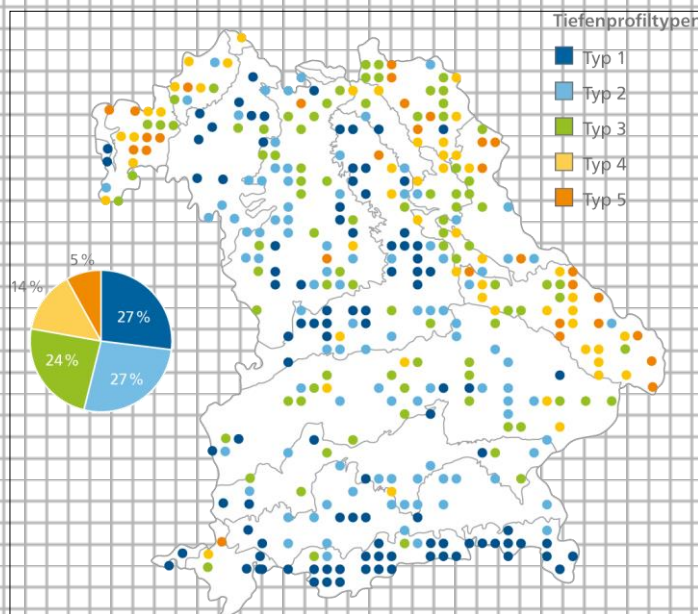 Tiefenprofiltypen
Typ 1
Typ 2
Typ 3
Typ 4
Typ 5
5 %
14 %
27 %
24 %
27 %